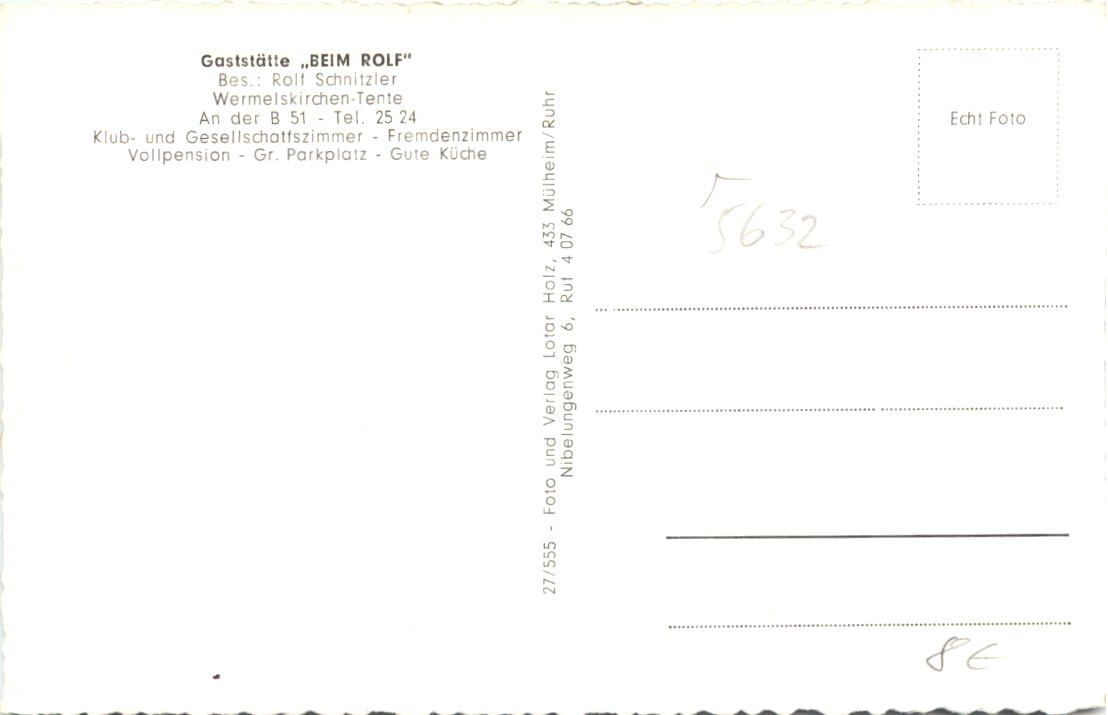 Gaststätte „BEIM ROLF“
Bes.: Rolf Schnitzler
Wermelskirchen-Tente
An der B 51 - Tel. 25 24
Klub- und Gesellschaftszimmer - Fremdenzimmer
Vollpension - Gr. Parkplatz - Gute Küche
27/555 - Foto und Verlag Lotar Holz, 433 Mülheim/Ruhr
Nibelungenweg 6, Ruf 4 07 66
Echt Foto
5632
8 €